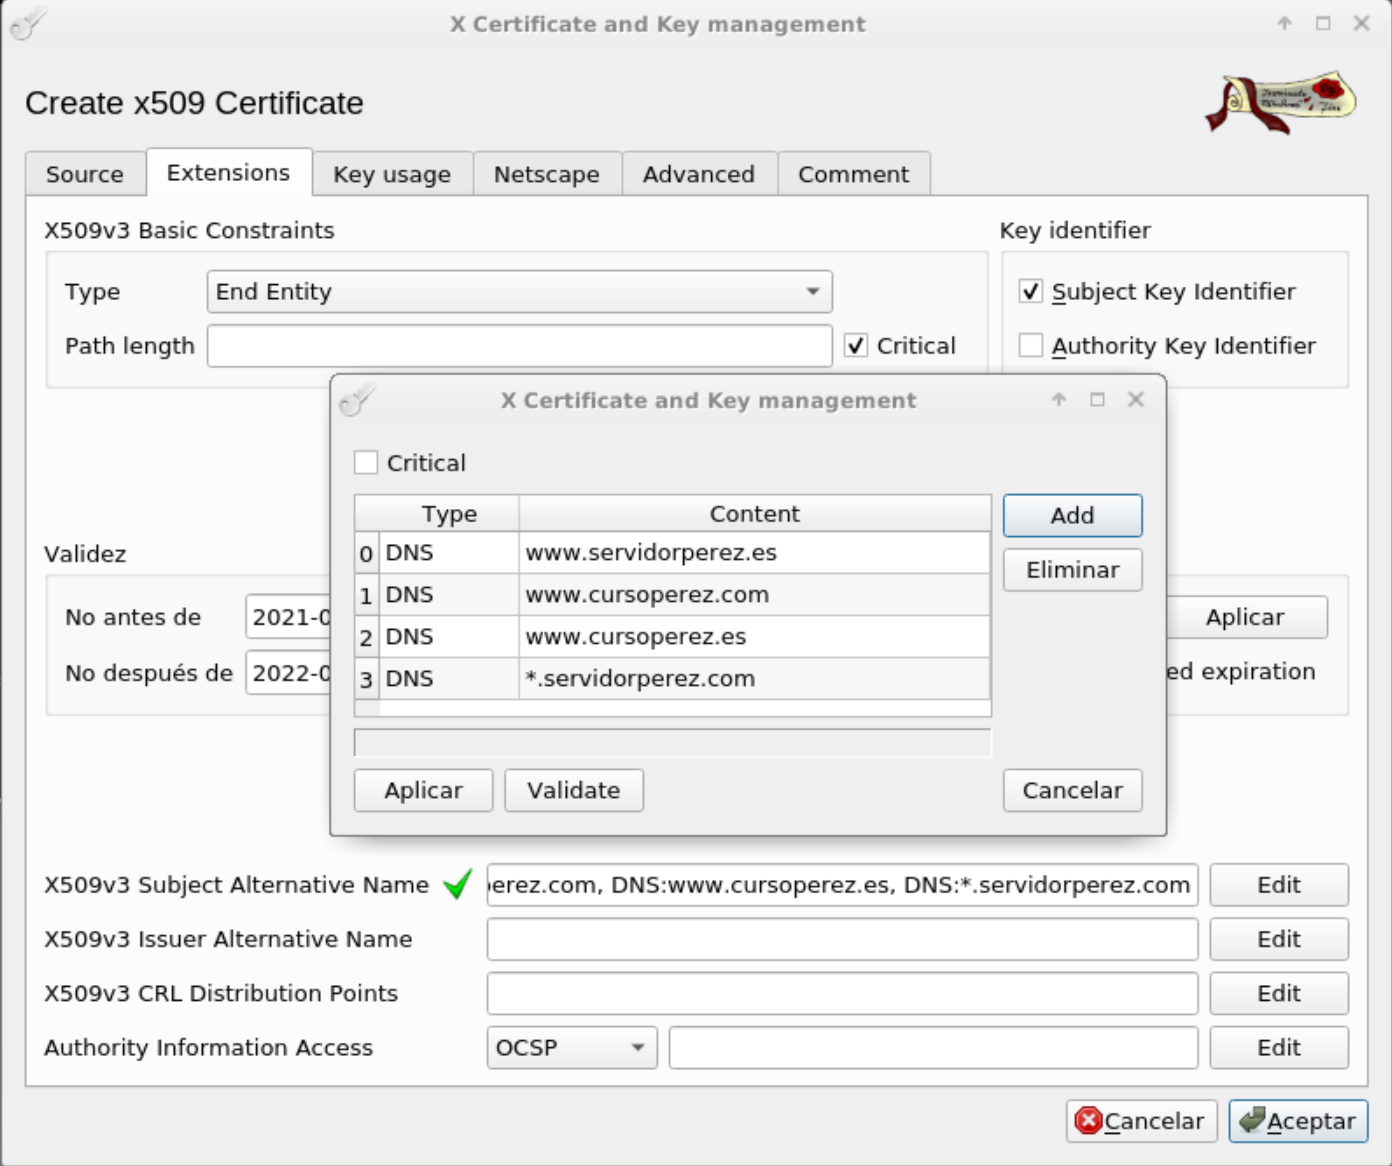 X Certificate and Key management
Create x509 Certificate
Source Extensions Key usage Netscape Advanced Comment
X509v3 Basic Constraints
Key identifier
Type End Entity
Subject Key Identifier
Path length
Critical
Authority Key Identifier
X Certificate and Key management
Critical
Type Content
Add
0 DNS www.servidorperez.es
Eliminar
1 DNS www.cursoperez.com
2 DNS www.cursoperez.es
3 DNS *.servidorperez.com
Aplicar Validate Cancelar
Validez
No antes de 2021-0
Aplicar
No después de 2022-0
ed expiration
X509v3 Subject Alternative Name erez.com, DNS:www.cursoperez.es, DNS:*.servidorperez.com Edit
X509v3 Issuer Alternative Name Edit
X509v3 CRL Distribution Points Edit
Authority Information Access OCSP Edit
Cancelar Aceptar